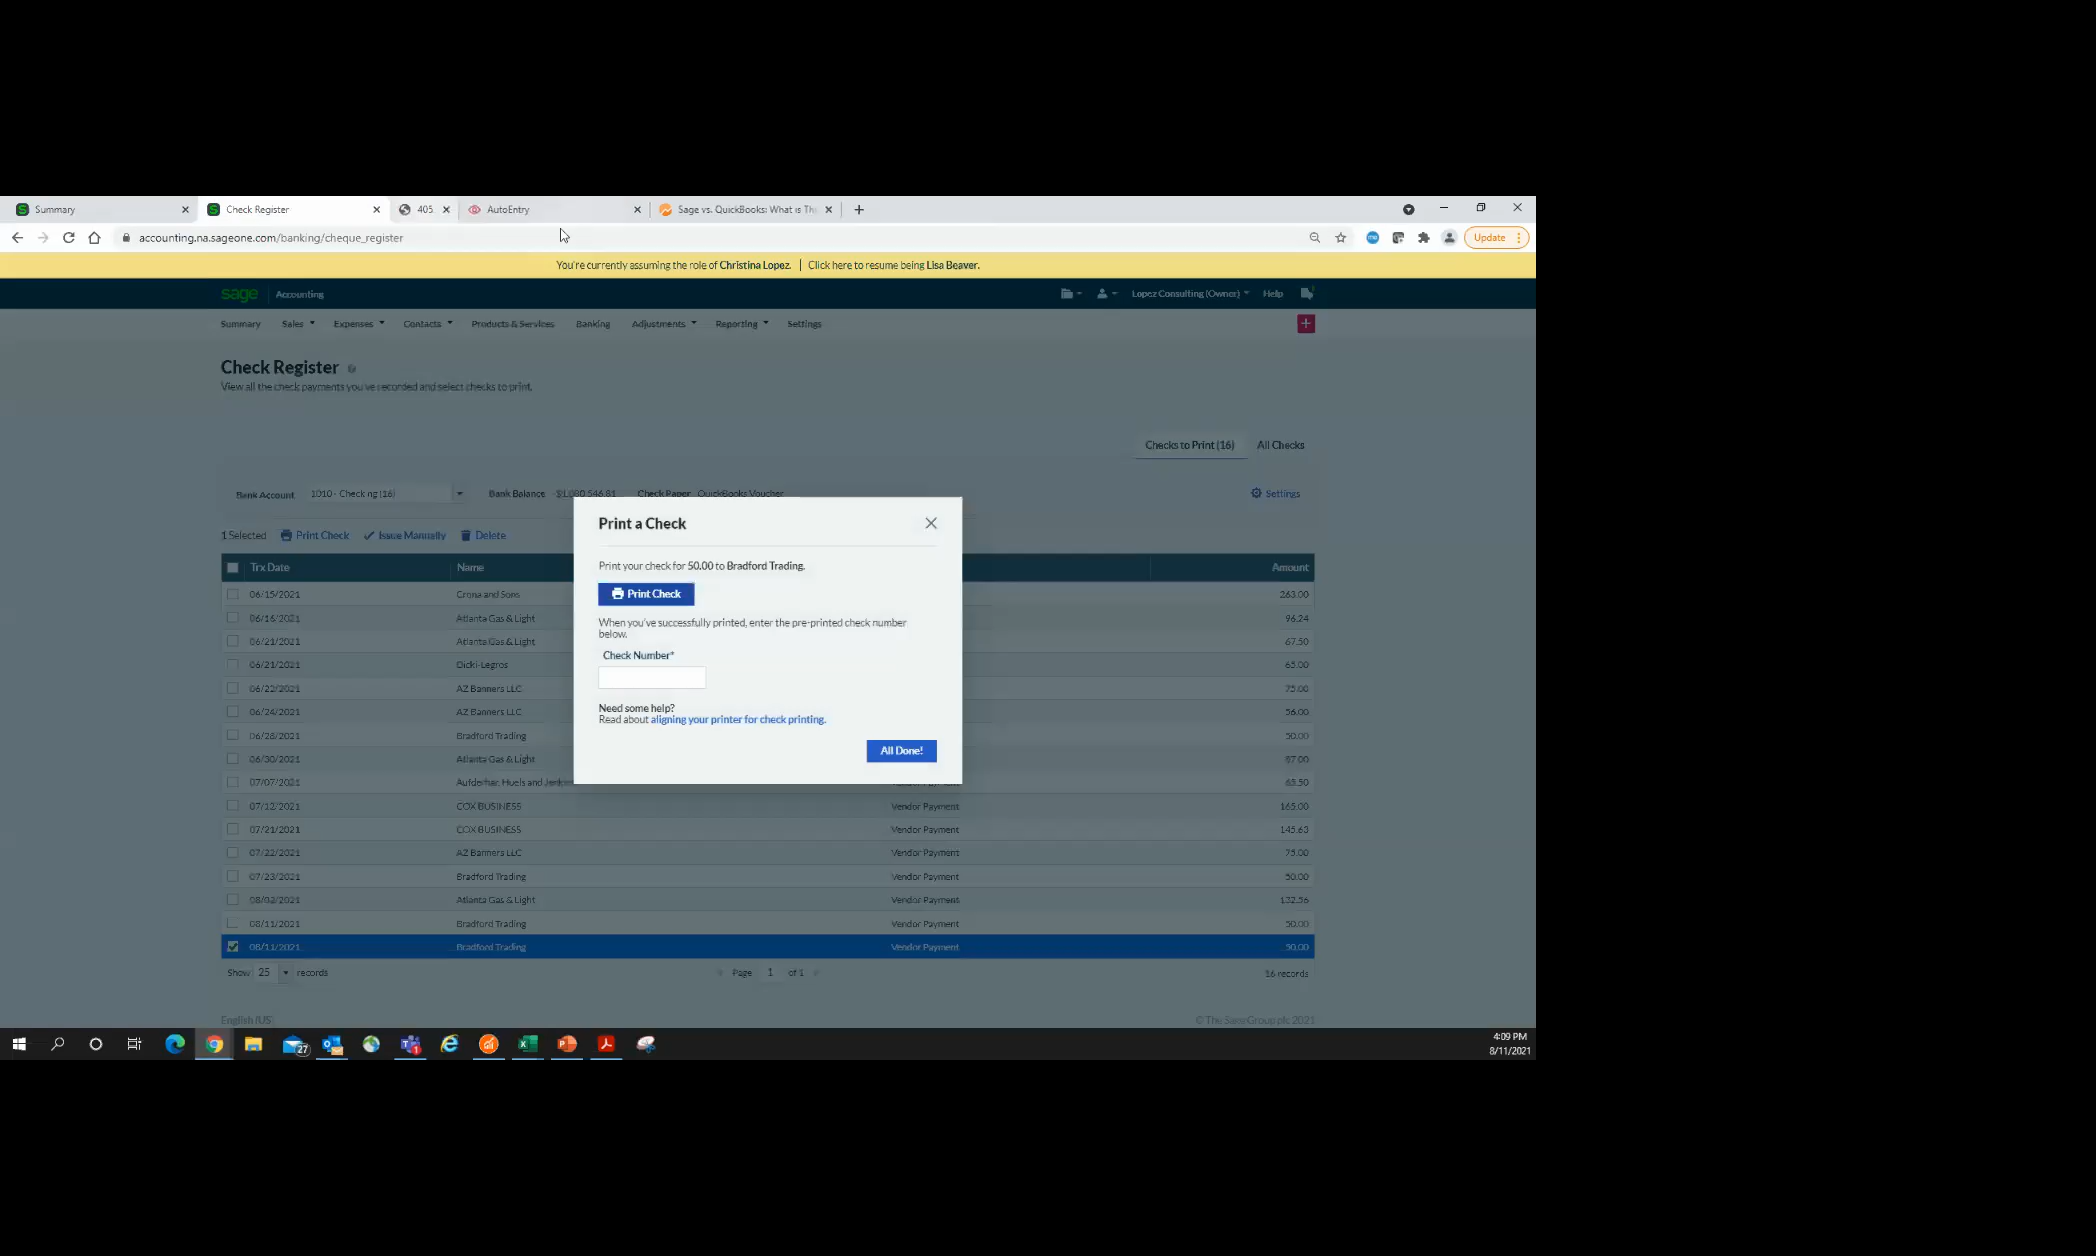 Summary
Check Register
405
AutoEntry
Sage vs. QuickBooks: What is Th
accounting.na.sageone.com/banking/cheque_register
Update
You're currently assuming the role of Christina Lopez. | Click here to resume being Lisa Beaver.
sage Accounting
Lopez Consulting (Owner)
Help
Summary Sales Expenses Contacts Products & Services Banking Adjustments Reporting Settings
Check Register
View all the check payments you've recorded and select checks to print.
Checks to Print (16) All Checks
Bank Account 1010 - Check ng (16) Bank Balance Check Paper QuickBooks Voucher Settings
1 Selected Print Check Issue Manually Delete
Trx Date Name Amount
06/15/2021 Crona and Sons 263.00
06/16/2021 Atlanta Gas & Light 96.24
06/21/2021 Atlanta Gas & Light 67.50
06/21/2021 Dicki-Legros 65.00
06/22/2021 AZ Banners LLC 75.00
06/24/2021 AZ Banners LLC 56.00
06/28/2021 Bradford Trading 50.00
06/30/2021 Atlanta Gas & Light 87.00
07/07/2021 Aufderhar, Huels and Jenk
07/12/2021 COX BUSINESS Vendor Payment 165.00
07/21/2021 COX BUSINESS Vendor Payment 145.63
07/22/2021 AZ Banners LLC Vendor Payment 75.00
07/23/2021 Bradford Trading Vendor Payment 50.00
08/03/2021 Atlanta Gas & Light Vendor Payment 132.56
08/11/2021 Bradford Trading Vendor Payment 50.00
08/11/2021 Bradford Trading Vendor Payment 50.00
Show 25 records Page 1 of 1 16 records
English (US) © The Sage Group plc 2021
Print a Check
Print your check for 50.00 to Bradford Trading.
Print Check
When you've successfully printed, enter the pre-printed check number
below.
Check Number*
Need some help?
Read about aligning your printer for check printing.
All Done!
27
4:09 PM
8/11/2021